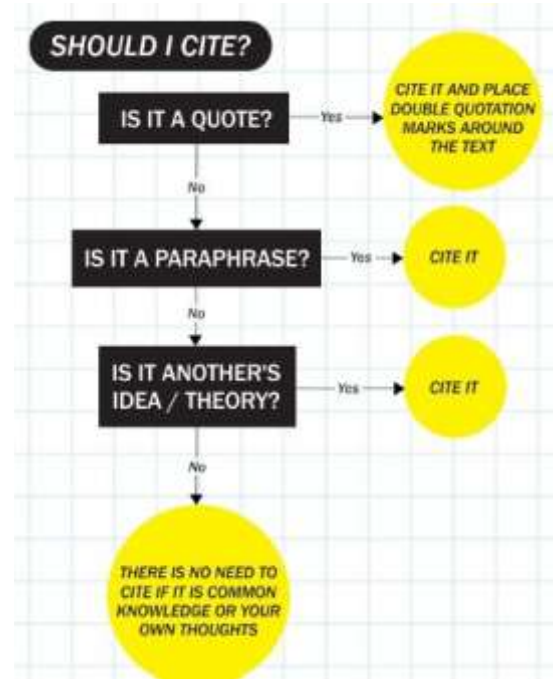 SHOULD I CITE?
IS IT A QUOTE?
Yes
CITE IT AND PLACE
DOUBLE QUOTATION
MARKS AROUND
THE TEXT
No
IS IT A PARAPHRASE?
Yes
CITE IT
No
IS IT ANOTHER'S
IDEA / THEORY?
Yes
CITE IT
No
THERE IS NO NEED TO
CITE IF IT IS COMMON
KNOWLEDGE OR YOUR
OWN THOUGHTS